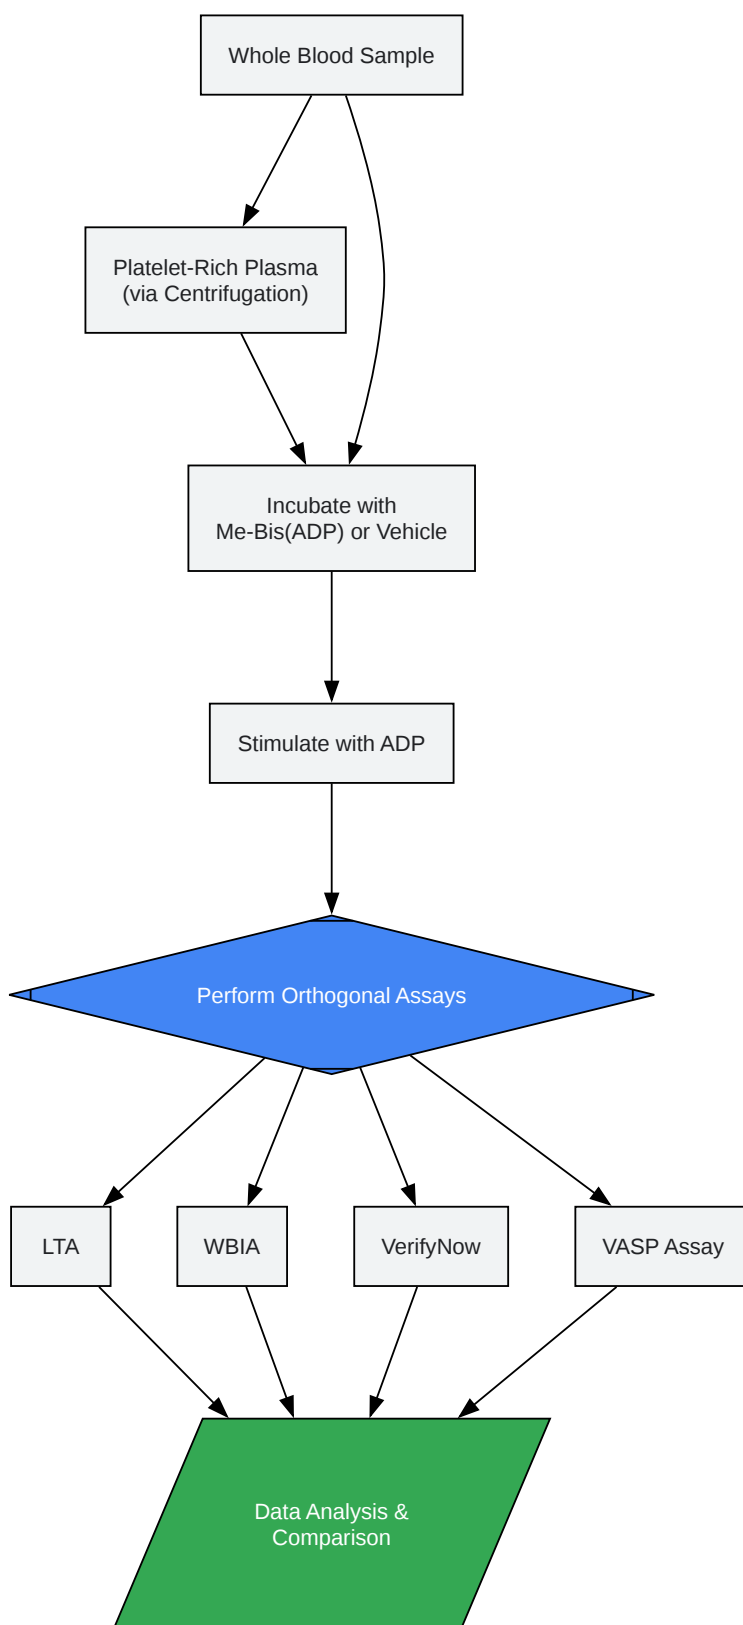 Whole Blood Sample
Platelet-Rich Plasma
(via Centrifugation)
Incubate with
Me-Bis(ADP) or Vehicle
Stimulate with ADP
Perform Orthogonal Assays
LTA
WBIA
VerifyNow
VASP Assay
Data Analysis &
Comparison